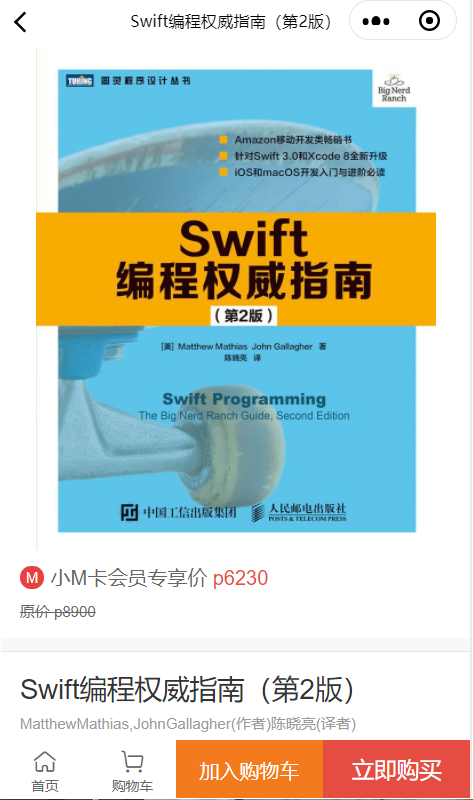 Swift编程权威指南（第2版）
TURING 图灵程序设计丛书
Big Nerd
Ranch
Amazon移动开发类畅销书
针对Swift 3.0和Xcode 8全新升级
iOS和macOS开发入门与进阶必读
Swift
编程权威指南
（第2版）
[美] Matthew Mathias John Gallagher 著
陈晓亮 译
Swift Programming
The Big Nerd Ranch Guide, Second Edition
中国工信出版集团 人民邮电出版社
POSTS & TELECOM PRESS
M 小M卡会员专享价 p6230
原价 p8900
Swift编程权威指南（第2版）
MatthewMathias,JohnGallagher(作者)陈晓亮(译者)
首页 购物车 加入购物车 立即购买